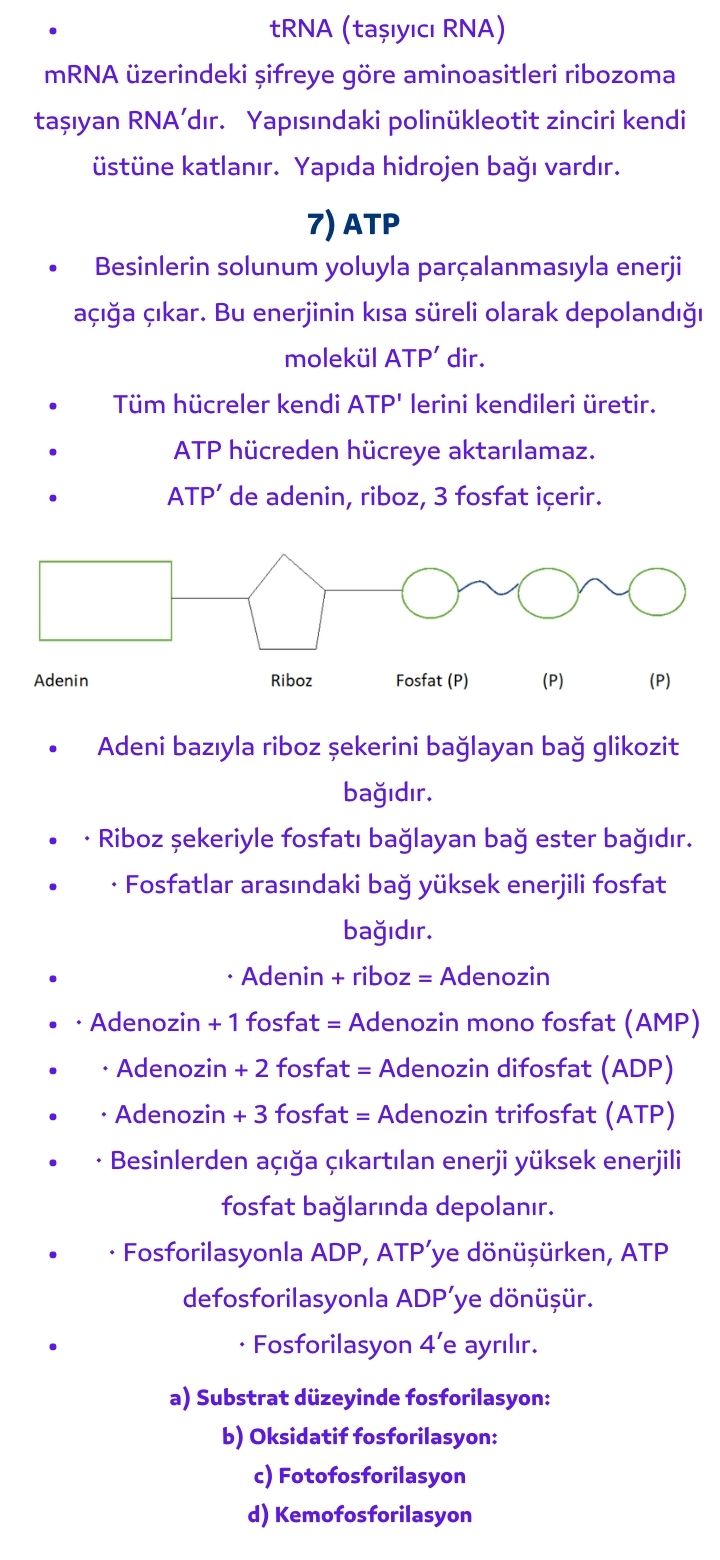 • tRNA (taşıyıcı RNA)
mRNA üzerindeki şifreye göre aminoasitleri ribozoma
taşıyan RNA’dır. Yapısındaki polinükleotit zinciri kendi
üstüne katlanır. Yapıda hidrojen bağı vardır.
7) ATP
• Besinlerin solunum yoluyla parçalanmasıyla enerji
açığa çıkar. Bu enerjinin kısa süreli olarak depolandığı
molekül ATP’ dir.
• Tüm hücreler kendi ATP' lerini kendileri üretir.
• ATP hücreden hücreye aktarılamaz.
• ATP’ de adenin, riboz, 3 fosfat içerir.
Adenin Riboz Fosfat (P) (P) (P)
• Adeni bazıyla riboz şekerini bağlayan bağ glikozit
bağıdır.
• · Riboz şekeriyle fosfatı bağlayan bağ ester bağıdır.
• · Fosfatlar arasındaki bağ yüksek enerjili fosfat
bağıdır.
• · Adenin + riboz = Adenozin
• · Adenozin + 1 fosfat = Adenozin mono fosfat (AMP)
• · Adenozin + 2 fosfat = Adenozin difosfat (ADP)
• · Adenozin + 3 fosfat = Adenozin trifosfat (ATP)
• · Besinlerden açığa çıkartılan enerji yüksek enerjili
fosfat bağlarında depolanır.
• · Fosforilasyonla ADP, ATP’ye dönüşürken, ATP
defosforilasyonla ADP’ye dönüşür.
• · Fosforilasyon 4’e ayrılır.
a) Substrat düzeyinde fosforilasyon:
b) Oksidatif fosforilasyon:
c) Fotofosforilasyon
d) Kemofosforilasyon